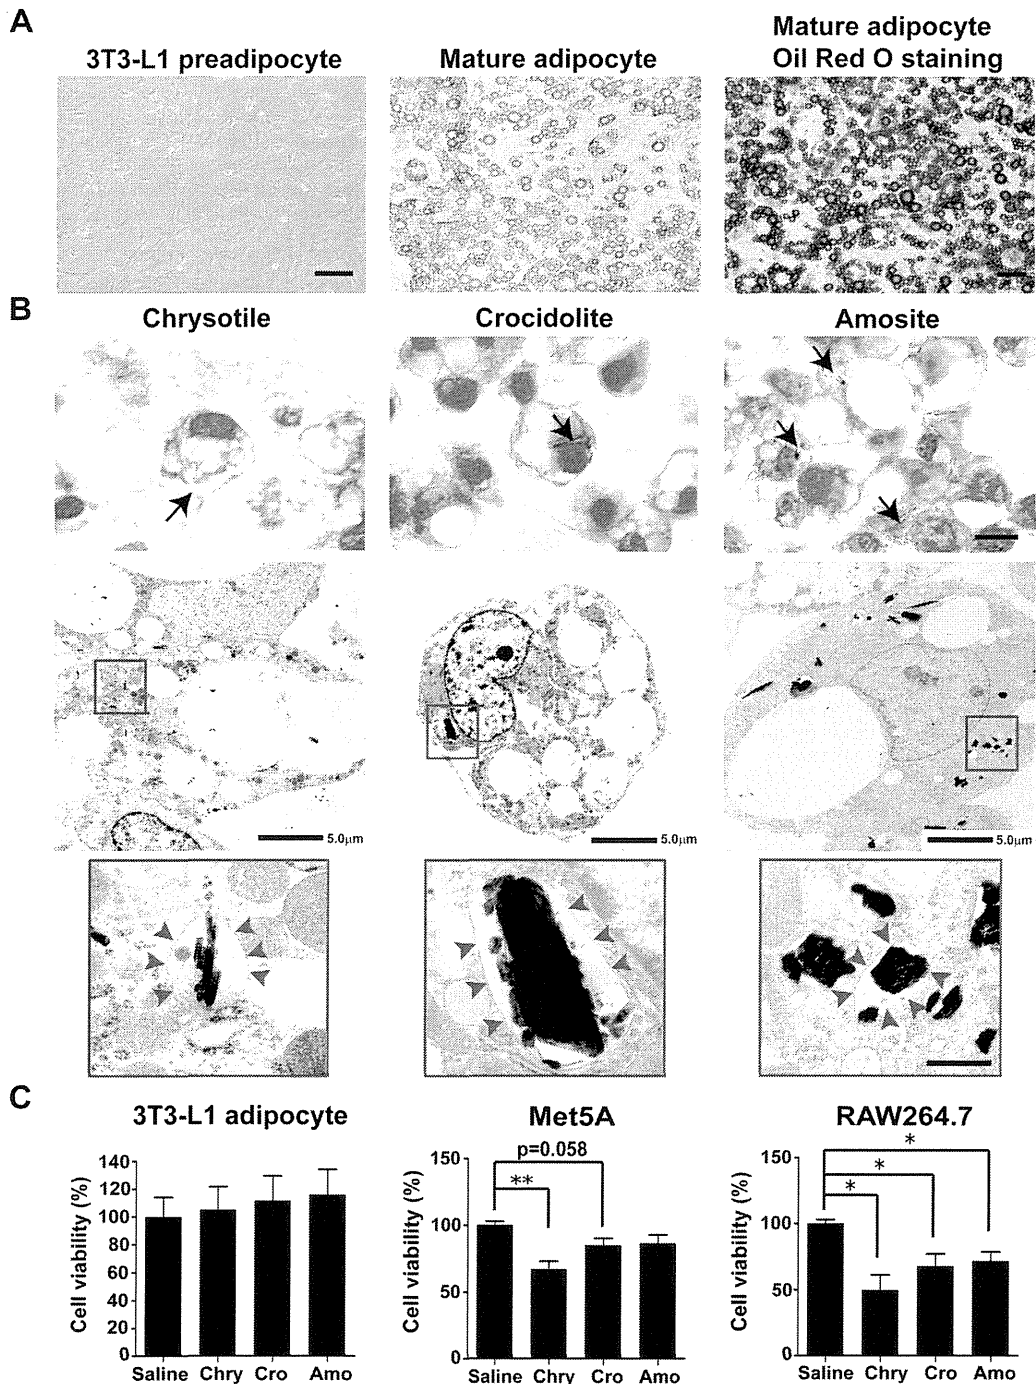 A
3T3-L1 preadipocyte
Mature adipocyte
Mature adipocyte
Oil Red O staining
B
Chrysotile
Crocidolite
Amosite
5.0μm
5.0μm
5.0μm
C
3T3-L1 adipocyte
Cell viability (%)
140
120
100
80
60
40
20
0
Saline Chry Cro Amo
Met5A
Cell viability (%)
150
100
50
0
p=0.058
**
Saline Chry Cro Amo
RAW264.7
Cell viability (%)
150
100
50
0
*
*
*
Saline Chry Cro Amo